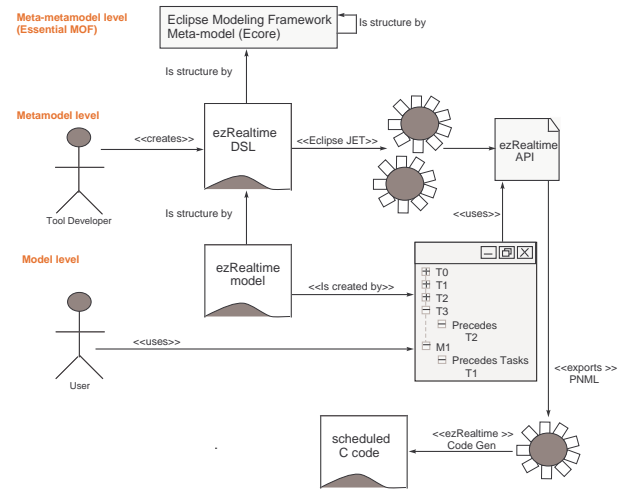 Meta-metamodel level
(Essential MOF)
Eclipse Modeling Framework
Meta-model (Ecore)
Is structure by
Is structure by
Metamodel level
<<creates>>
ezRealtime
DSL
<<Eclipse JET>>
ezRealtime
API
Tool Developer
Is structure by
<<uses>>
Model level
ezRealtime
model
<<Is created by>>
T0
T1
T2
T3
Precedes
T2
M1
Precedes Tasks
T1
<<uses>>
User
<<exports >>
PNML
scheduled
C code
<<ezRealtime >>
Code Gen